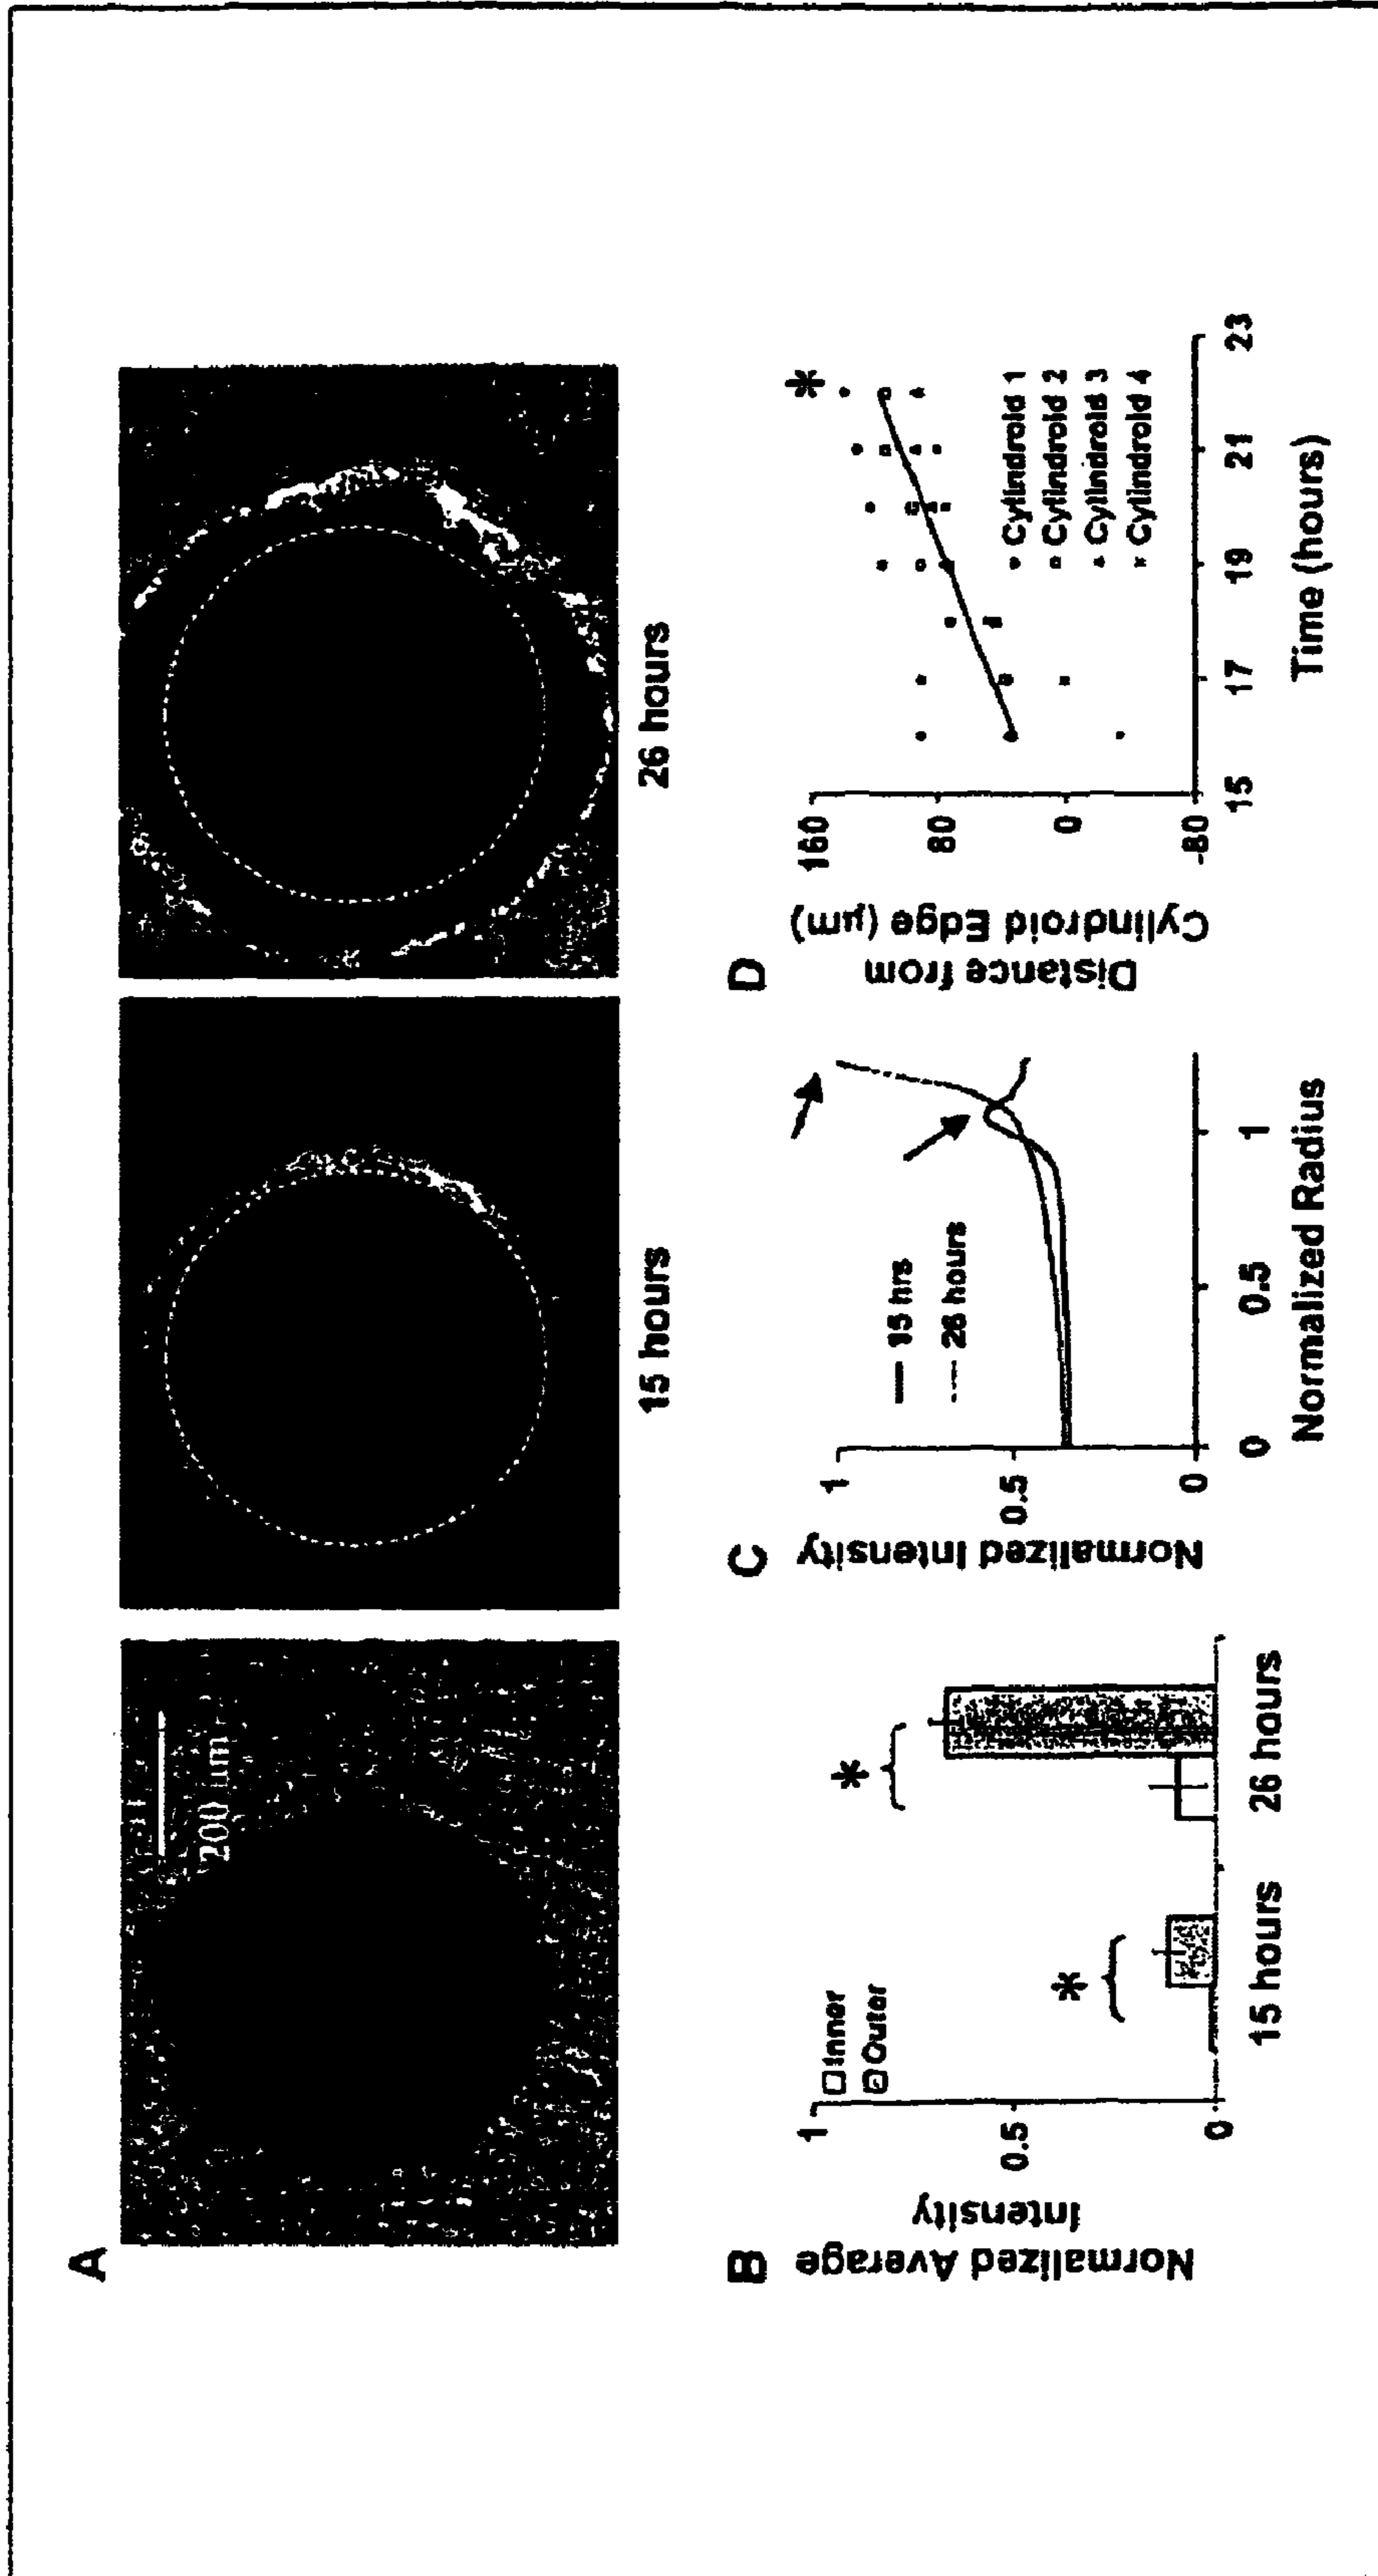 A
200 µm
15 hours
26 hours
B
Normalized Average
Intensity
1
0.5
0
Inner
Outer
*
*
15 hours
26 hours
C
Normalized Intensity
1
0.5
0
15 hrs
26 hours
0
0.5
1
Normalized Radius
D
Distance from
Cylindroid Edge (µm)
160
80
0
-80
*
Cylindroid 1
Cylindroid 2
Cylindroid 3
Cylindroid 4
15
17
19
21
23
Time (hours)